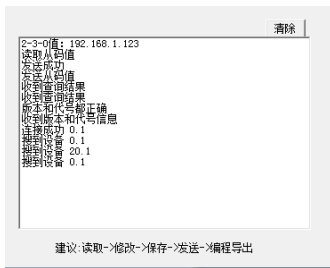 清除
2-3-0值: 192.168.1.123
读取从码值
发送成功
发送从码值
收到查询结果
收到查询结果
版本和代号都正确
收到版本和代号信息
连接成功 0.1
搜到设备 0.1
搜到设备 20.1
搜到设备 0.1
建议:读取->修改->保存->发送->编程导出